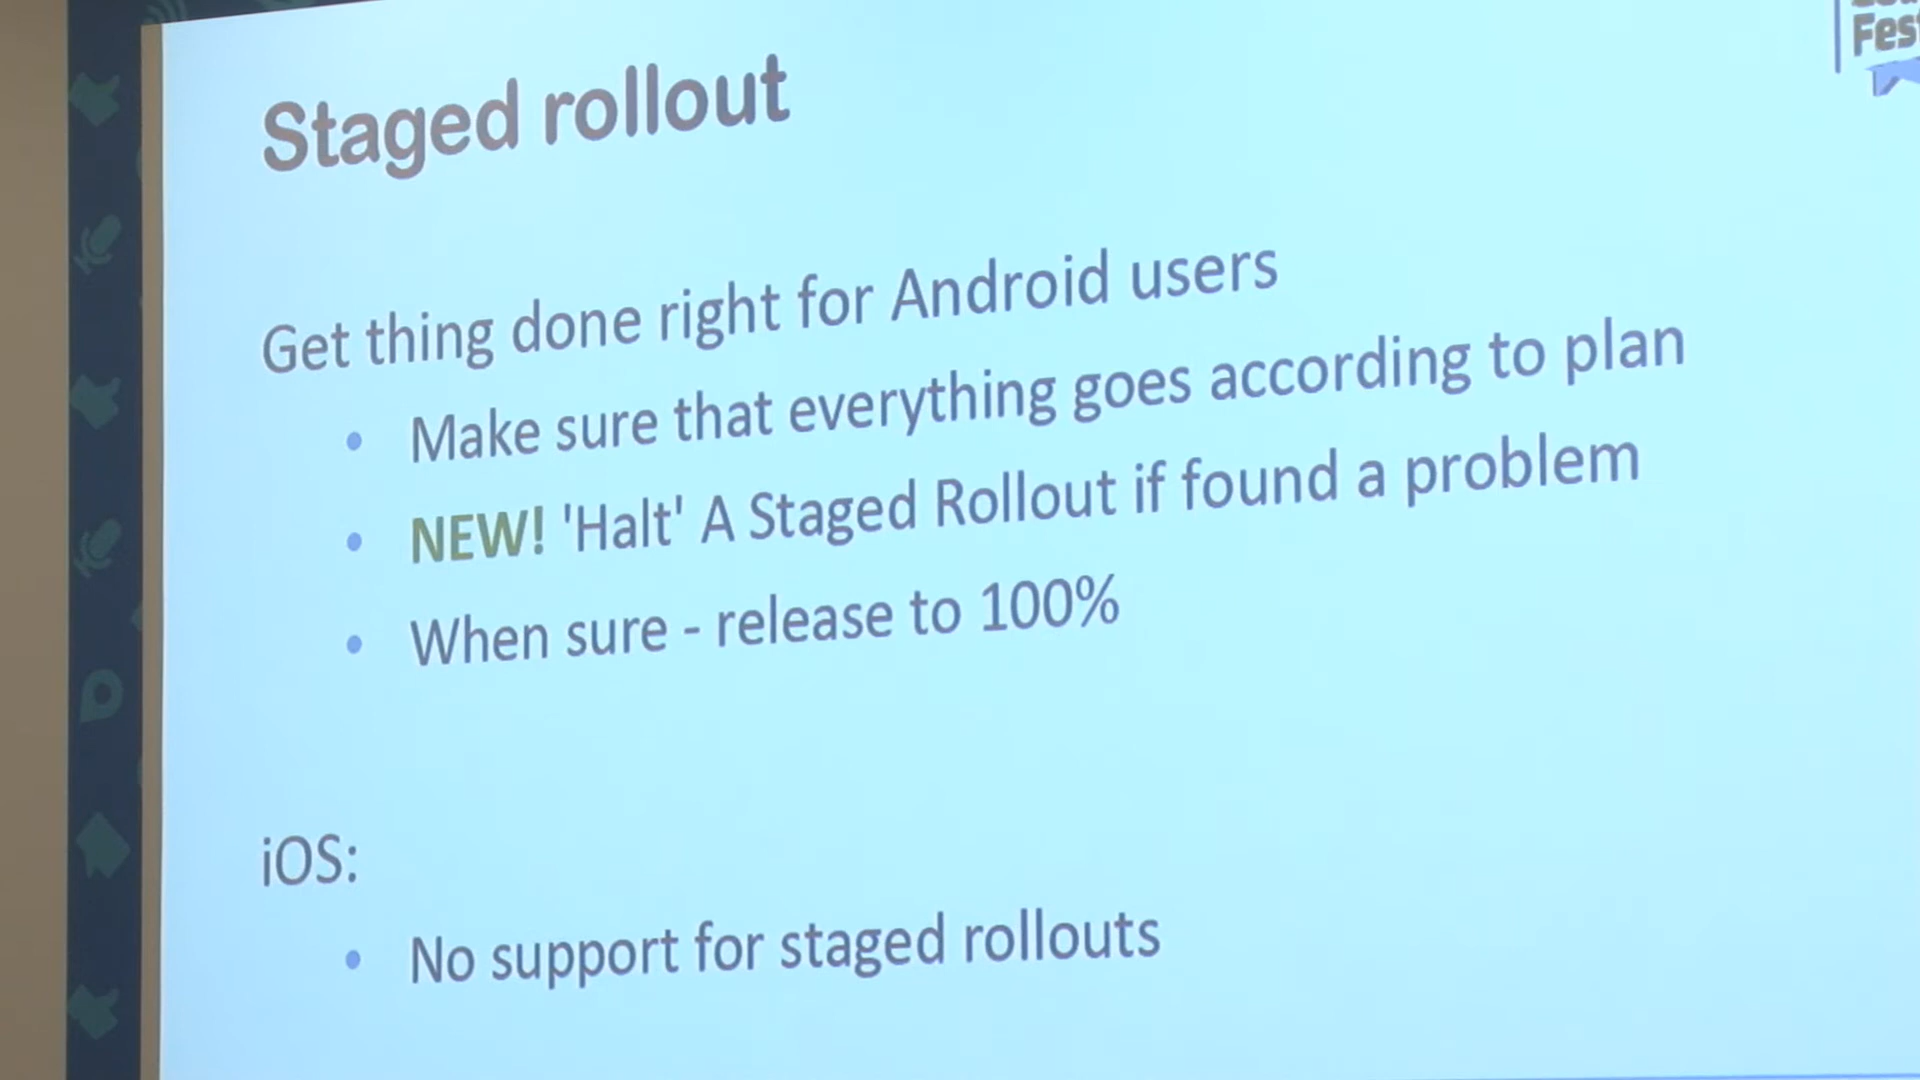 Fest
Staged rollout
Get thing done right for Android users
• Make sure that everything goes according to plan
• NEW! 'Halt' A Staged Rollout if found a problem
• When sure - release to 100%
iOS:
• No support for staged rollouts